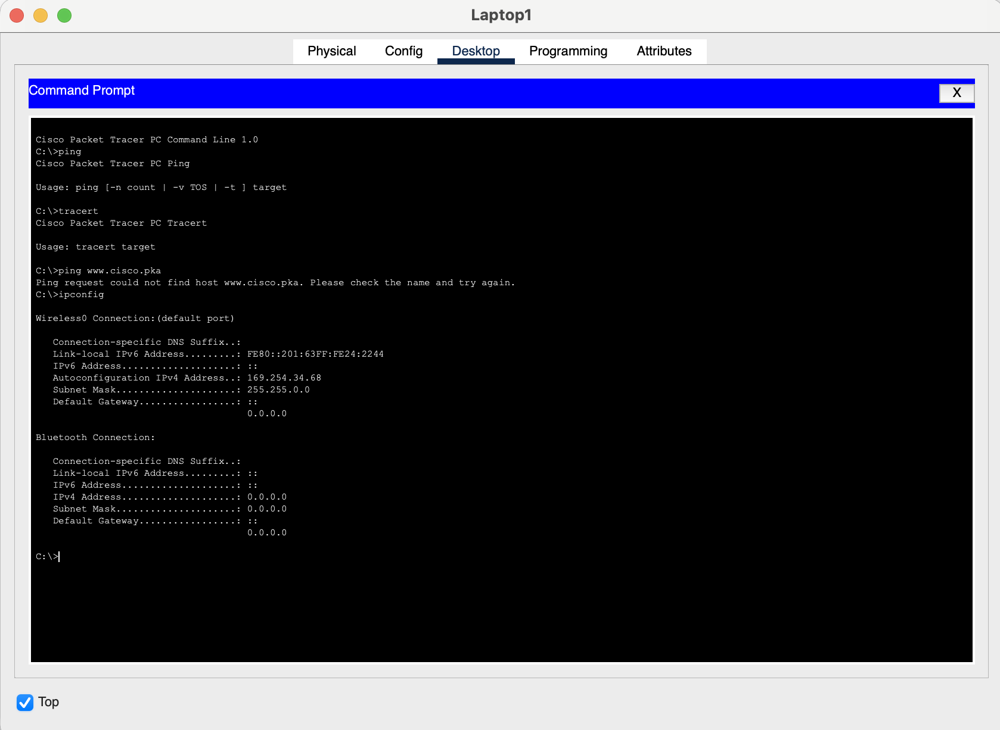 Laptop1
Physical Config Desktop Programming Attributes
Command Prompt
X
Cisco Packet Tracer PC Command Line 1.0
C:\>ping
Cisco Packet Tracer PC Ping
Usage: ping [-n count | -v TOS | -t ] target
C:\>tracert
Cisco Packet Tracer PC Tracert
Usage: tracert target
C:\>ping www.cisco.pka
Ping request could not find host www.cisco.pka. Please check the name and try again.
C:\>ipconfig
Wireless0 Connection:(default port)
Connection-specific DNS Suffix..:
Link-local IPv6 Address.........: FE80::201:63FF:FE24:2244
IPv6 Address....................: ::
Autoconfiguration IPv4 Address..: 169.254.34.68
Subnet Mask.....................: 255.255.0.0
Default Gateway.................: ::
0.0.0.0
Bluetooth Connection:
Connection-specific DNS Suffix..:
Link-local IPv6 Address.........: ::
IPv6 Address....................: ::
IPv4 Address....................: 0.0.0.0
Subnet Mask.....................: 0.0.0.0
Default Gateway.................: ::
0.0.0.0
C:\>
Top